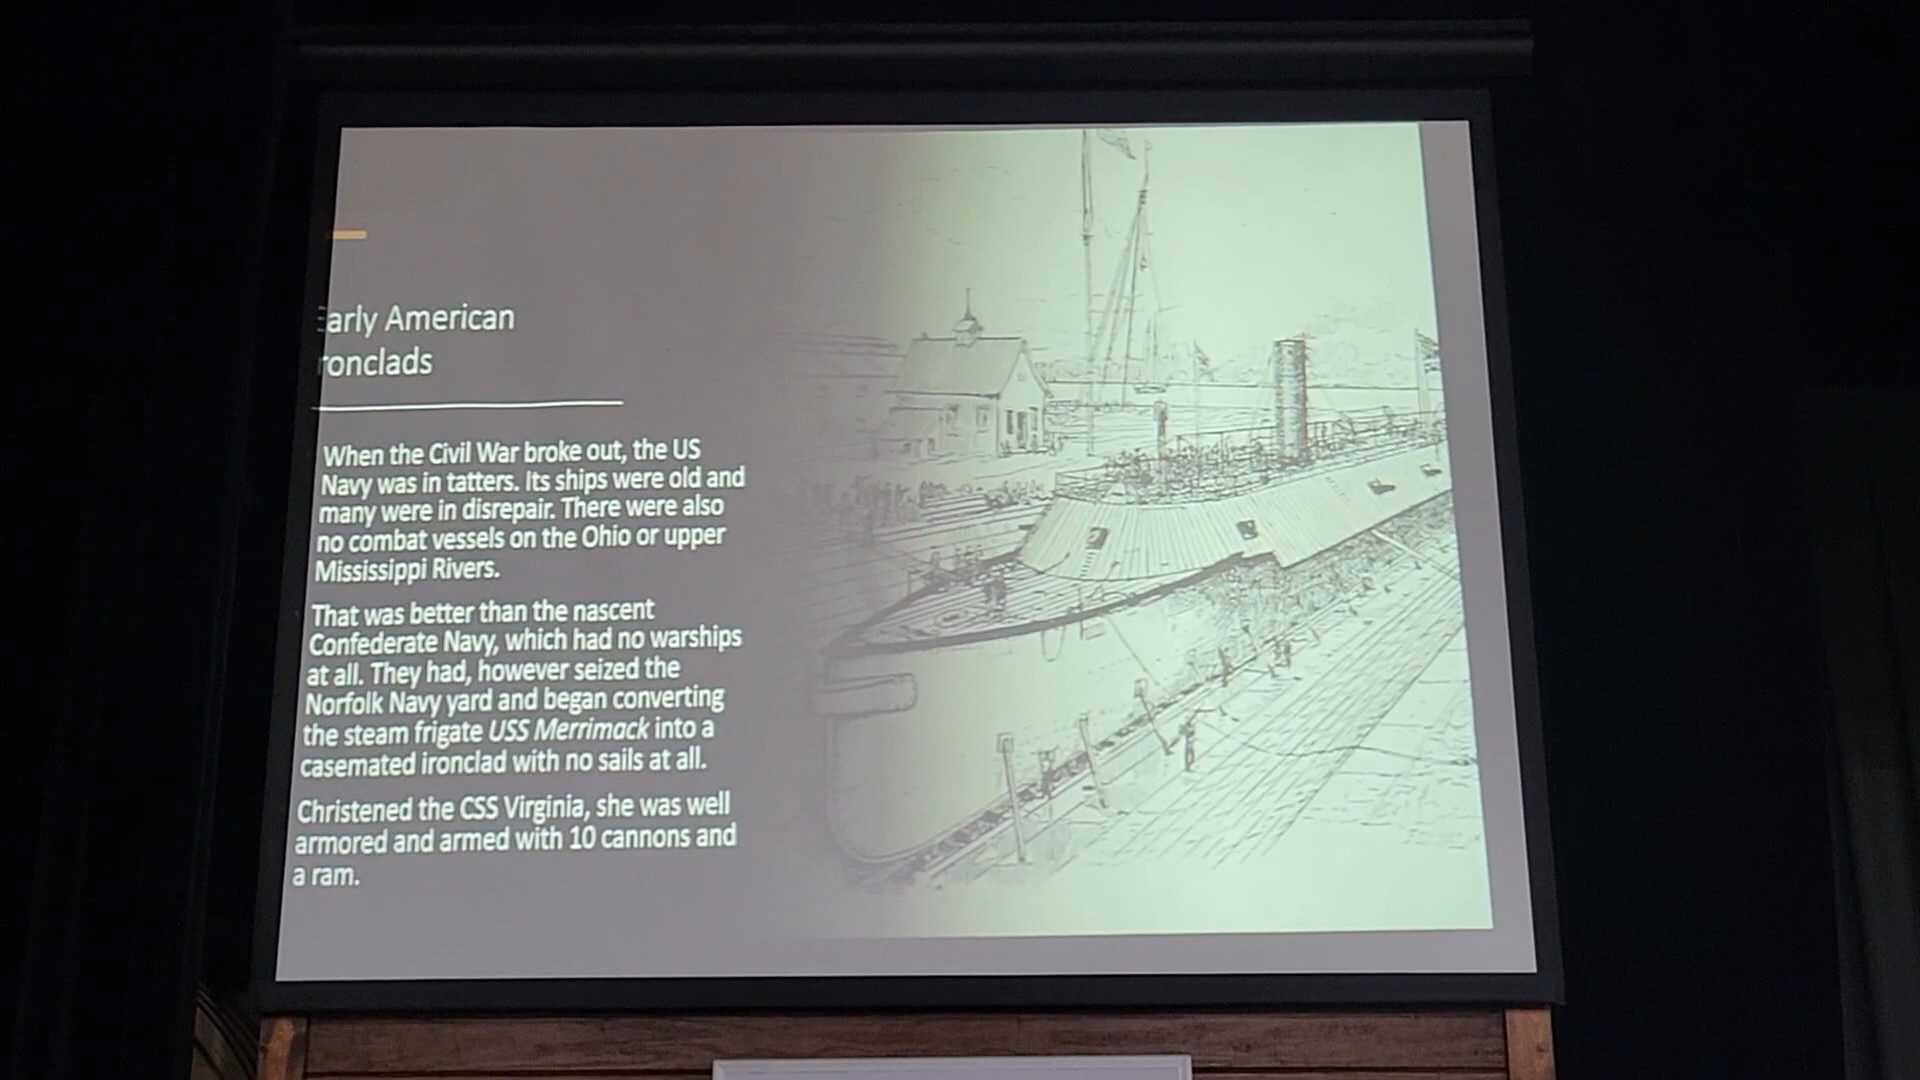 Early American
Ironclads
When the Civil War broke out, the US
Navy was in tatters. Its ships were old and
many were in disrepair. There were also
no combat vessels on the Ohio or upper
Mississippi Rivers.
That was better than the nascent
Confederate Navy, which had no warships
at all. They had, however seized the
Norfolk Navy yard and began converting
the steam frigate USS Merrimack into a
casemated ironclad with no sails at all.
Christened the CSS Virginia, she was well
armored and armed with 10 cannons and
a ram.